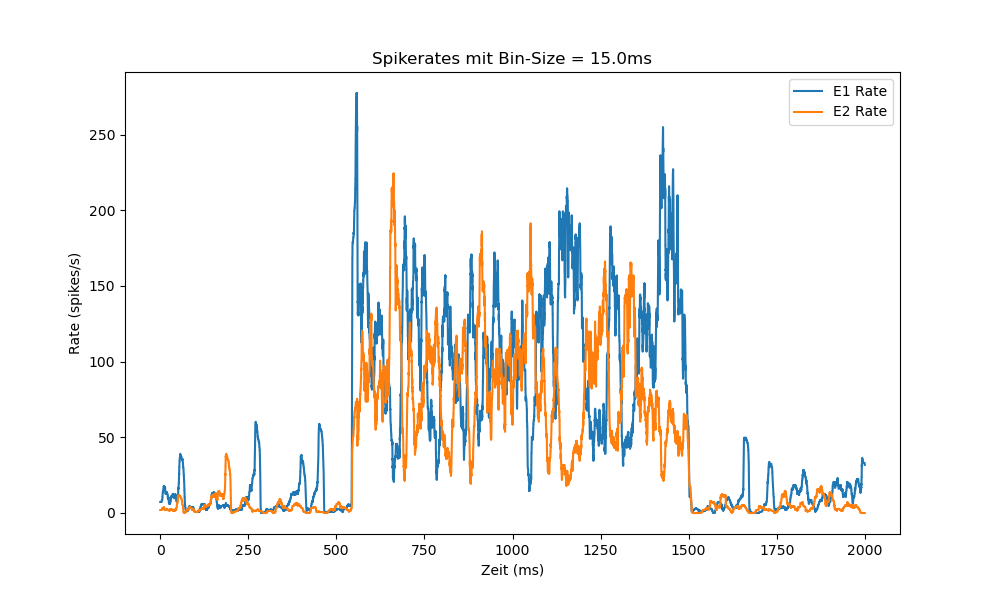 Spikerates mit Bin-Size = 15.0ms
E1 Rate
E2 Rate
Rate (spikes/s)
250
200
150
100
50
0
0 250 500 750 1000 1250 1500 1750 2000
Zeit (ms)